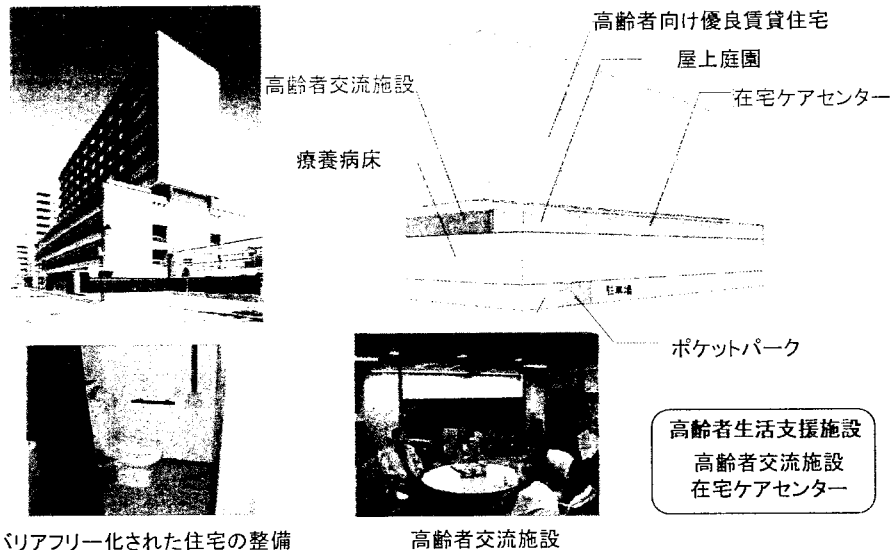 高齢者向け優良賃貸住宅
屋上庭園
高齢者交流施設
在宅ケアセンター
療養病床
駐車場
ポケットパーク
高齢者生活支援施設
高齢者交流施設
在宅ケアセンター
バリアフリー化された住宅の整備
高齢者交流施設